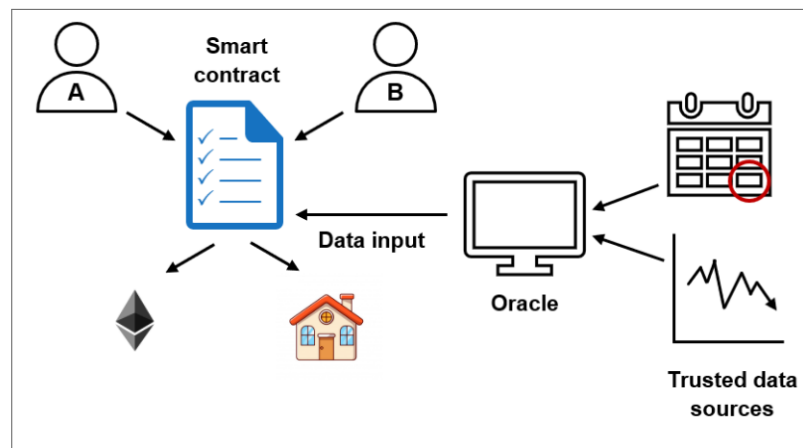 A
Smart
contract
B
Data input
Oracle
Trusted data
sources